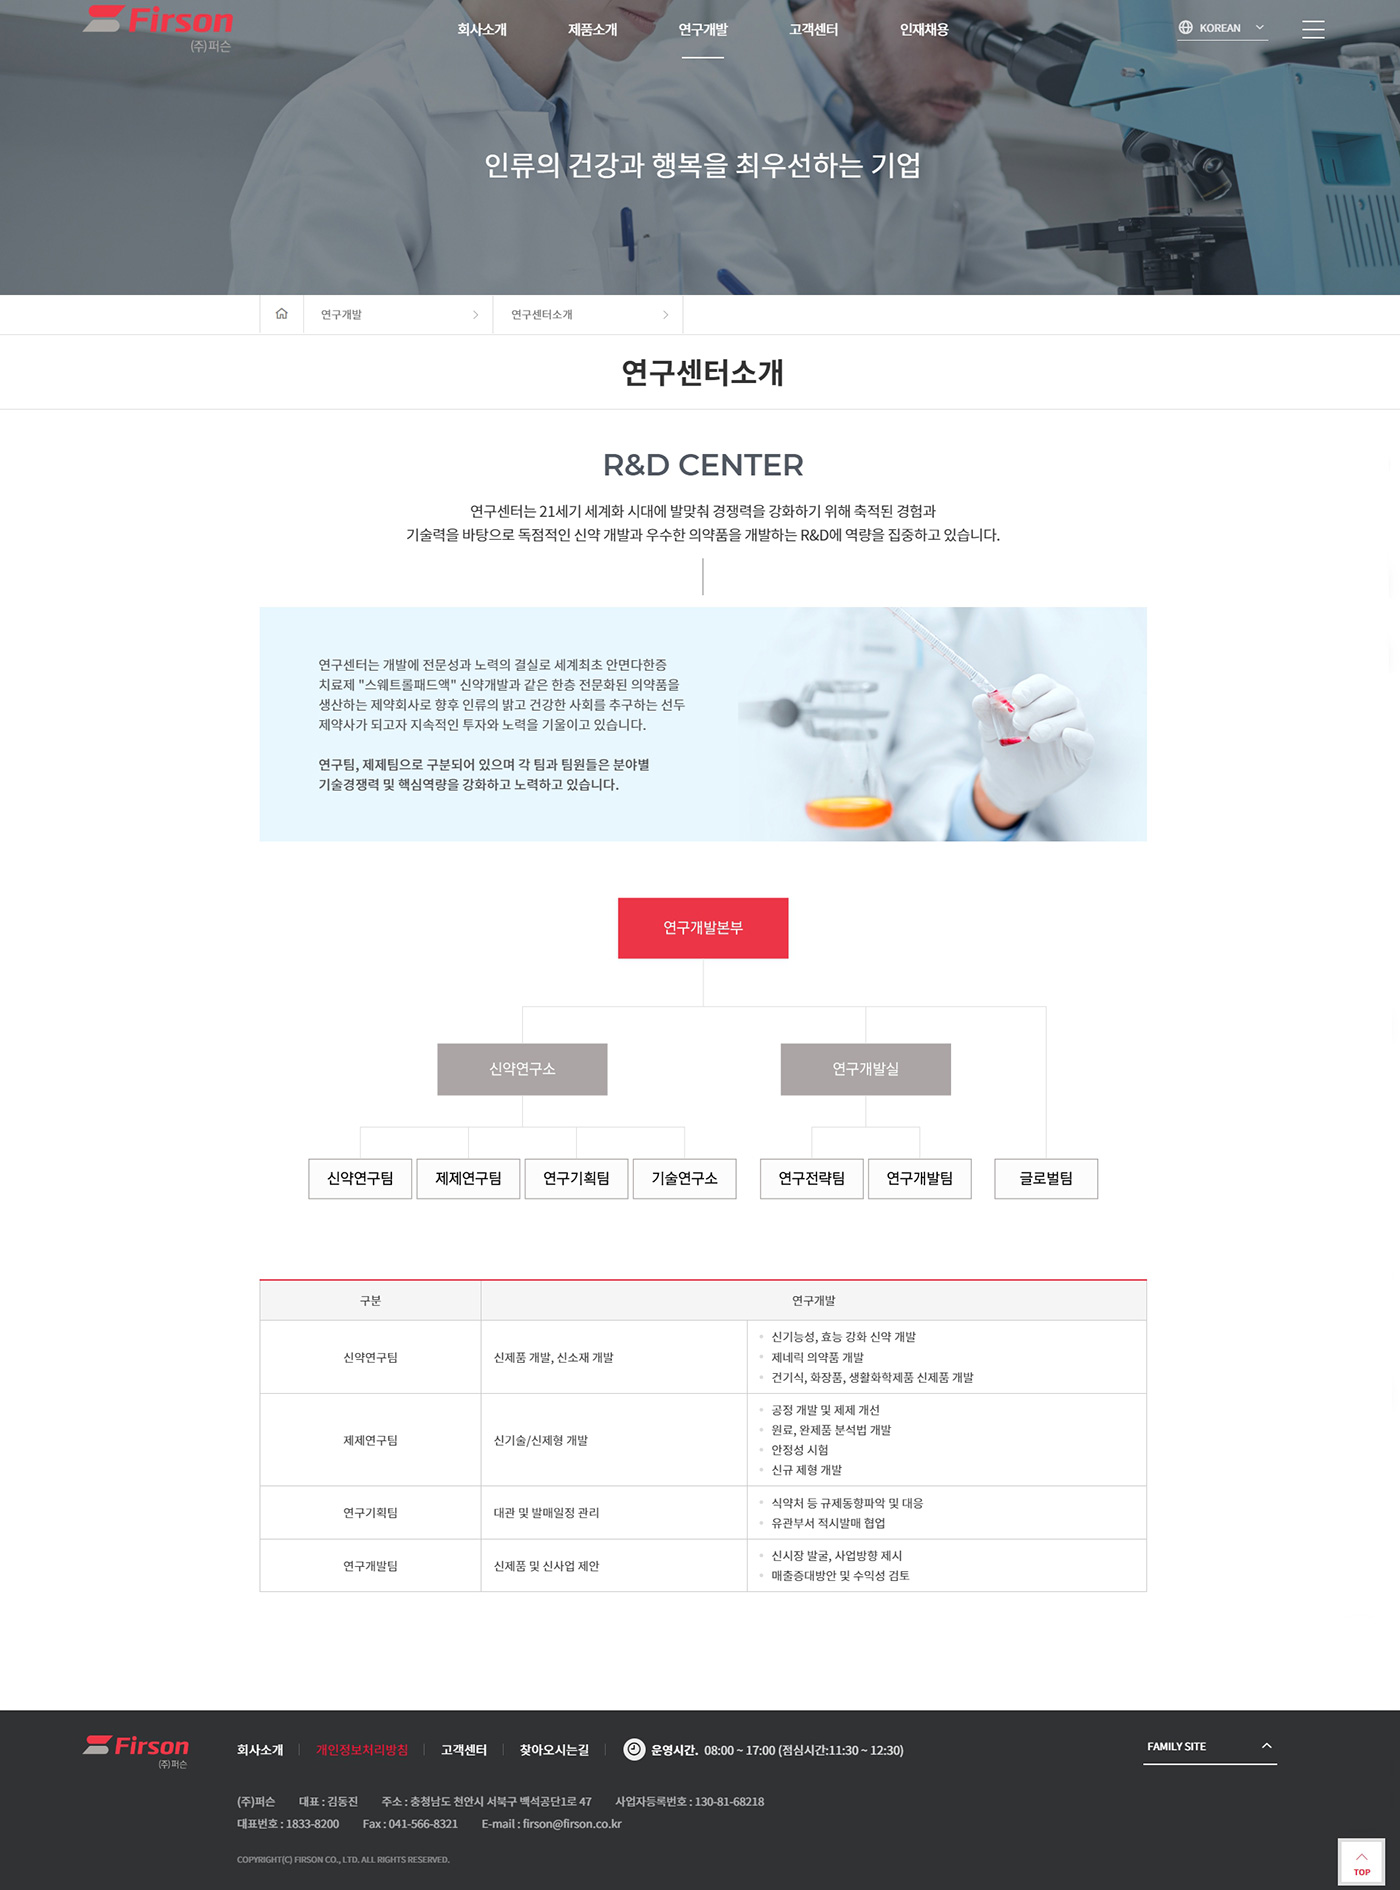 Firson
(주)퍼슨
회사소개 제품소개 연구개발 고객센터 인재채용
KOREAN
인류의 건강과 행복을 최우선하는 기업
연구개발
연구센터소개
연구센터소개
R&D CENTER
연구센터는 21세기 세계화 시대에 발맞춰 경쟁력을 강화하기 위해 축적된 경험과
기술력을 바탕으로 독점적인 신약 개발과 우수한 의약품을 개발하는 R&D에 역량을 집중하고 있습니다.
연구센터는 개발에 전문성과 노력의 결실로 세계최초 안면다한증
치료제 "스웨트롤패드액" 신약개발과 같은 한층 전문화된 의약품을
생산하는 제약회사로 향후 인류의 밝고 건강한 사회를 추구하는 선두
제약사가 되고자 지속적인 투자와 노력을 기울이고 있습니다.
연구팀, 제제팀으로 구분되어 있으며 각 팀과 팀원들은 분야별
기술경쟁력 및 핵심역량을 강화하고 노력하고 있습니다.
연구개발본부
신약연구소 연구개발실
신약연구팀 제제연구팀 연구기획팀 기술연구소 연구전략팀 연구개발팀 글로벌팀
구분 연구개발
신약연구팀
신제품 개발, 신소재 개발
신기능성, 효능 강화 신약 개발
제네릭 의약품 개발
건기식, 화장품, 생활화학제품 신제품 개발
제제연구팀
신기술/신제형 개발
공정 개발 및 제제 개선
원료, 완제품 분석법 개발
안정성 시험
신규 제형 개발
연구기획팀
대관 및 발매일정 관리
식약처 등 규제동향파악 및 대응
유관부서 적시발매 협업
연구개발팀
신제품 및 신사업 제안
신시장 발굴, 사업방향 제시
매출증대방안 및 수익성 검토
Firson
(주)퍼슨
회사소개 개인정보처리방침 고객센터 찾아오시는길 운영시간. 08:00 ~ 17:00 (점심시간:11:30 ~ 12:30)
FAMILY SITE
(주)퍼슨 대표 : 김동진 주소 : 충청남도 천안시 서북구 백석공단1로 47 사업자등록번호 : 130-81-68218
대표번호 : 1833-8200 Fax : 041-566-8321 E-mail : firson@firson.co.kr
COPYRIGHT(C) FIRSON CO., LTD. ALL RIGHTS RESERVED.
TOP